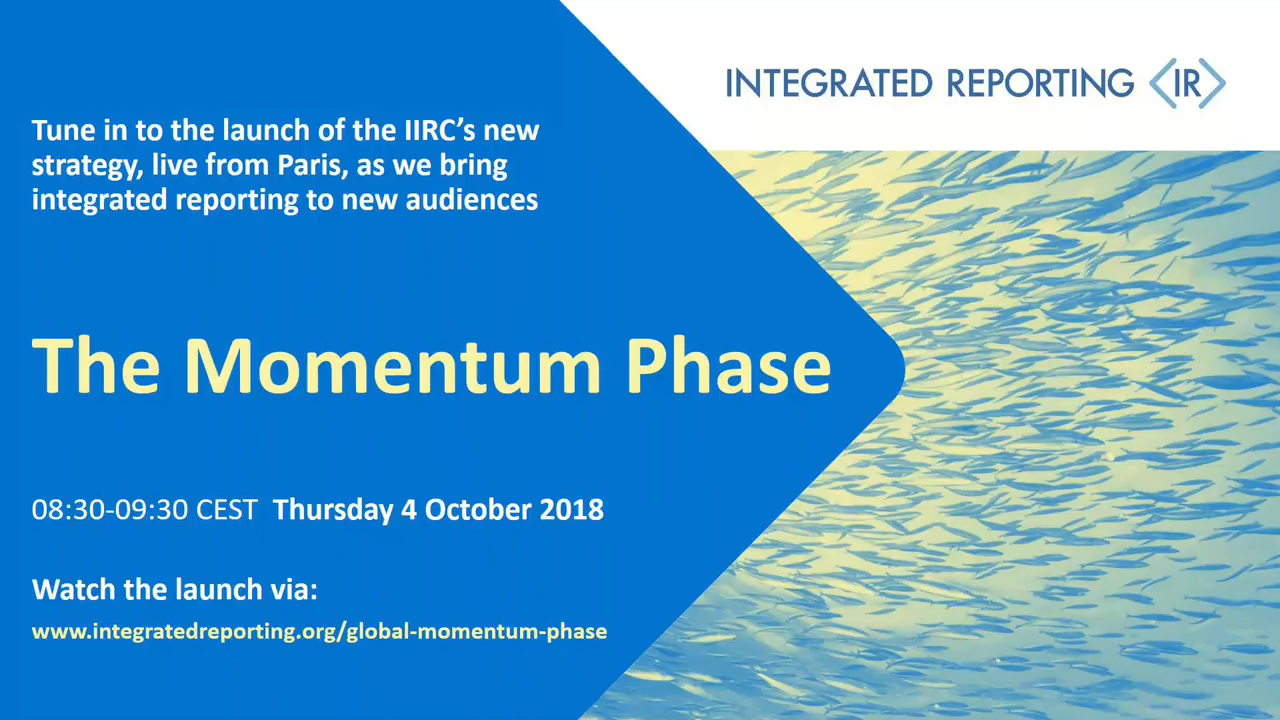 INTEGRATED REPORTING <IR>
Tune in to the launch of the IIRC’s new
strategy, live from Paris, as we bring
integrated reporting to new audiences
The Momentum Phase
08:30-09:30 CEST Thursday 4 October 2018
Watch the launch via:
www.integratedreporting.org/global-momentum-phase